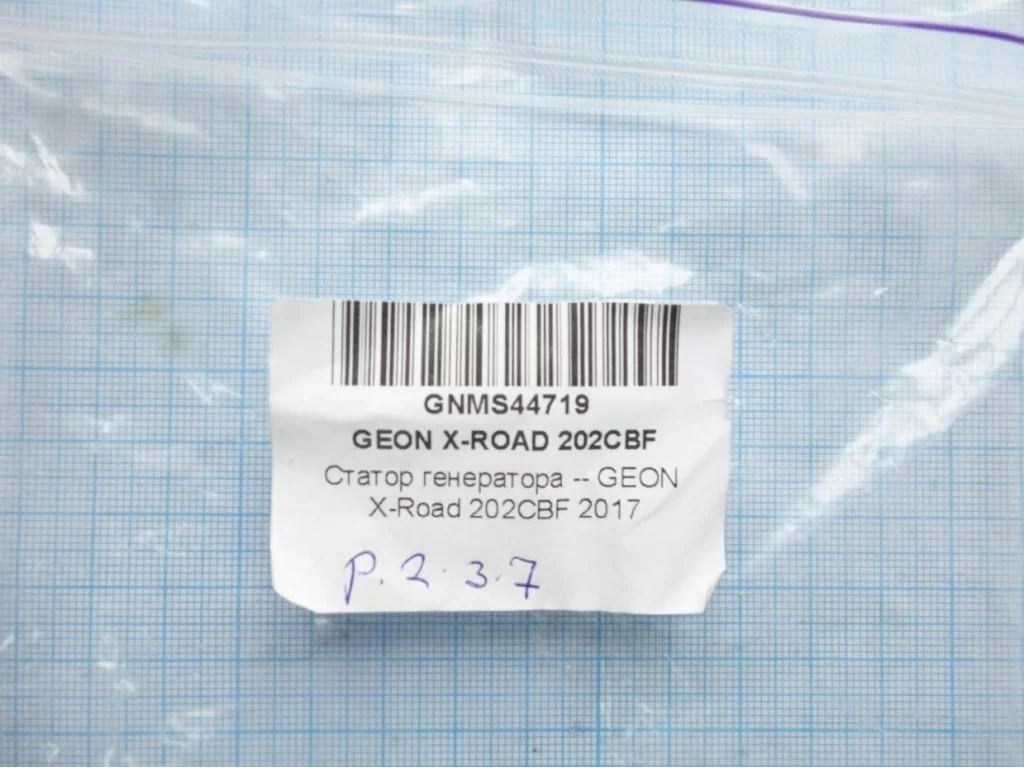 GNMS44719
GEON X-ROAD 202CBF
Статор генератора -- GEON
X-Road 202CBF 2017
р.2.3.7